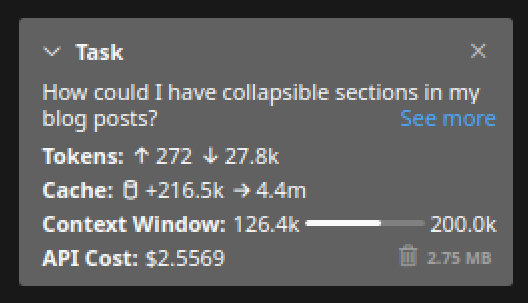 Task
How could I have collapsible sections in my
blog posts? See more
Tokens: ↑ 272 ↓ 27.8k
Cache: +216.5k → 4.4m
Context Window: 126.4k 200.0k
API Cost: $2.5569 2.75 MB